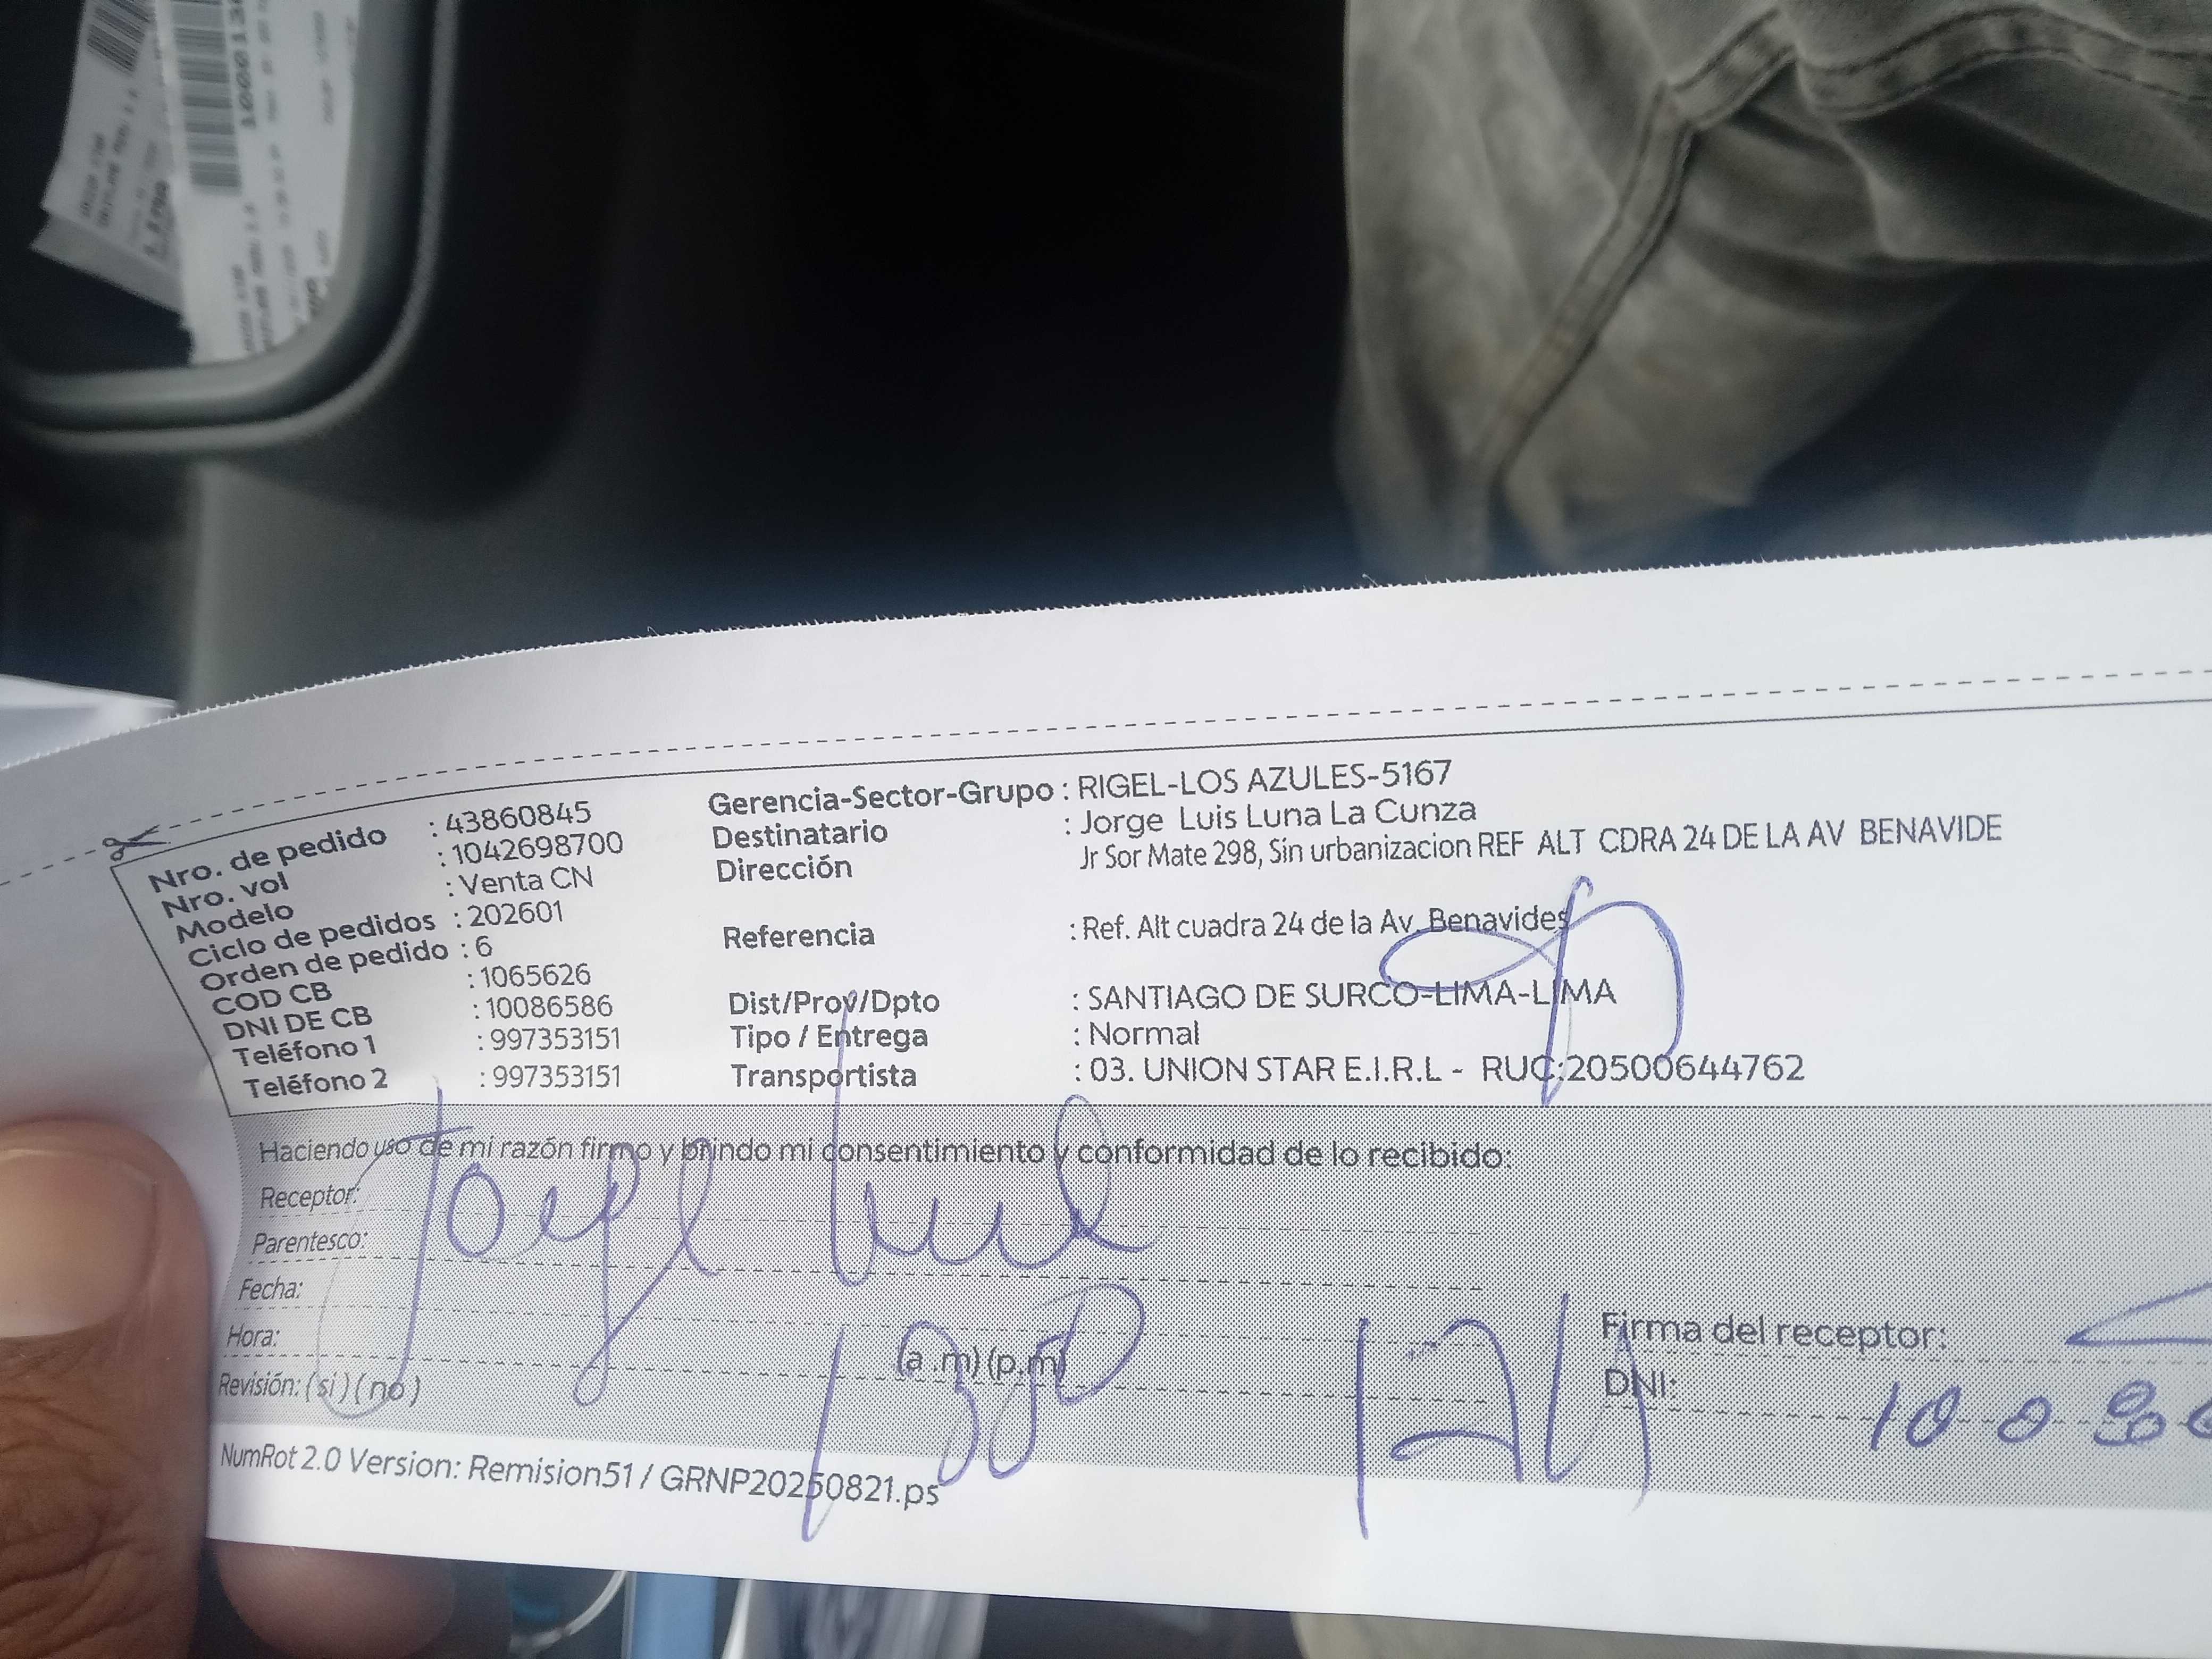 Nro. de pedido : 43860845
Nro. vol : 1042698700
Modelo : Venta CN
Ciclo de pedidos : 202601
Orden de pedido : 6
COD CB : 1065626
DNI DE CB : 10086586
Teléfono 1 : 997353151
Teléfono 2 : 997353151
Gerencia-Sector-Grupo : RIGEL-LOS AZULES-5167
Destinatario : Jorge Luis Luna La Cunza
Dirección Jr Sor Mate 298, Sin urbanizacion REF ALT CDRA 24 DE LA AV BENAVIDE
Referencia : Ref. Alt cuadra 24 de la Av. Benavides
Dist/Prov/Dpto : SANTIAGO DE SURCO-LIMA-LIMA
Tipo / Entrega : Normal
Transportista : 03. UNION STAR E.I.R.L - RUC:20500644762
Haciendo uso de mi razón firmo y brindo mi consentimiento y conformidad de lo recibido:
Receptor: Jorge
Parentesco:
Fecha:
Hora: (a.m) (p.m)
Revisión: (si) (no)
Firma del receptor:
DNI: 1008
NumRot 2.0 Version: Remision51 / GRNP20250821.ps